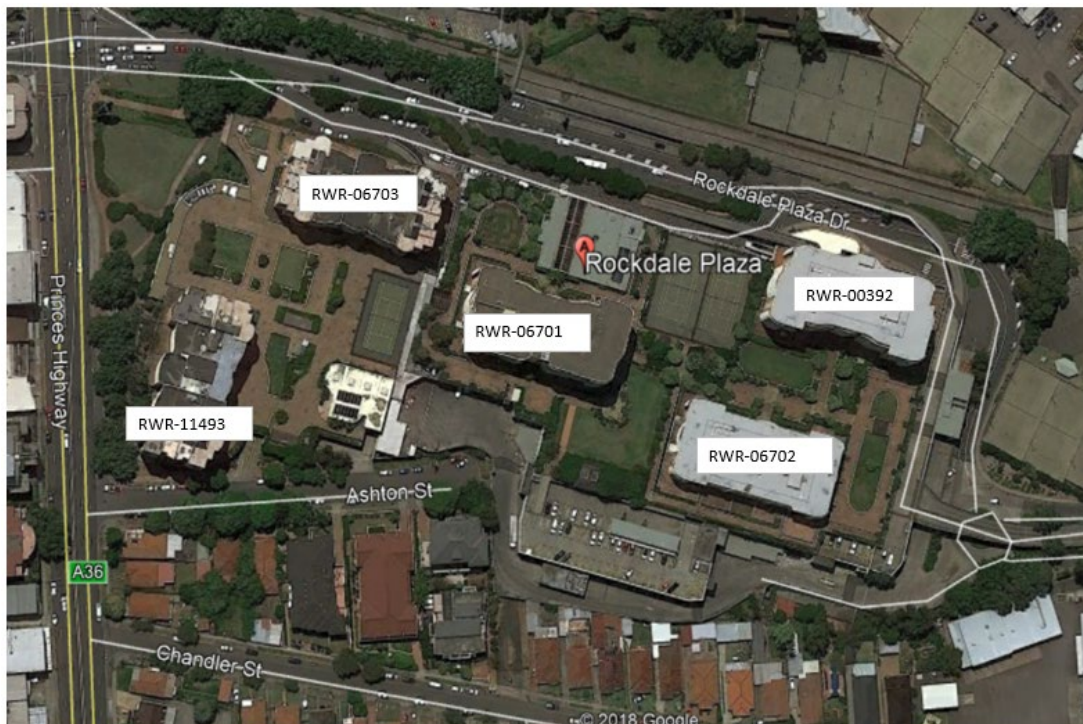 RWR-06703
Rockdale Plaza Dr
A
Rockdale Plaza
RWR-00392
RWR-06701
Princes Highway
RWR-11493
RWR-06702
Ashton St
A36
Chandler St
© 2018 Google